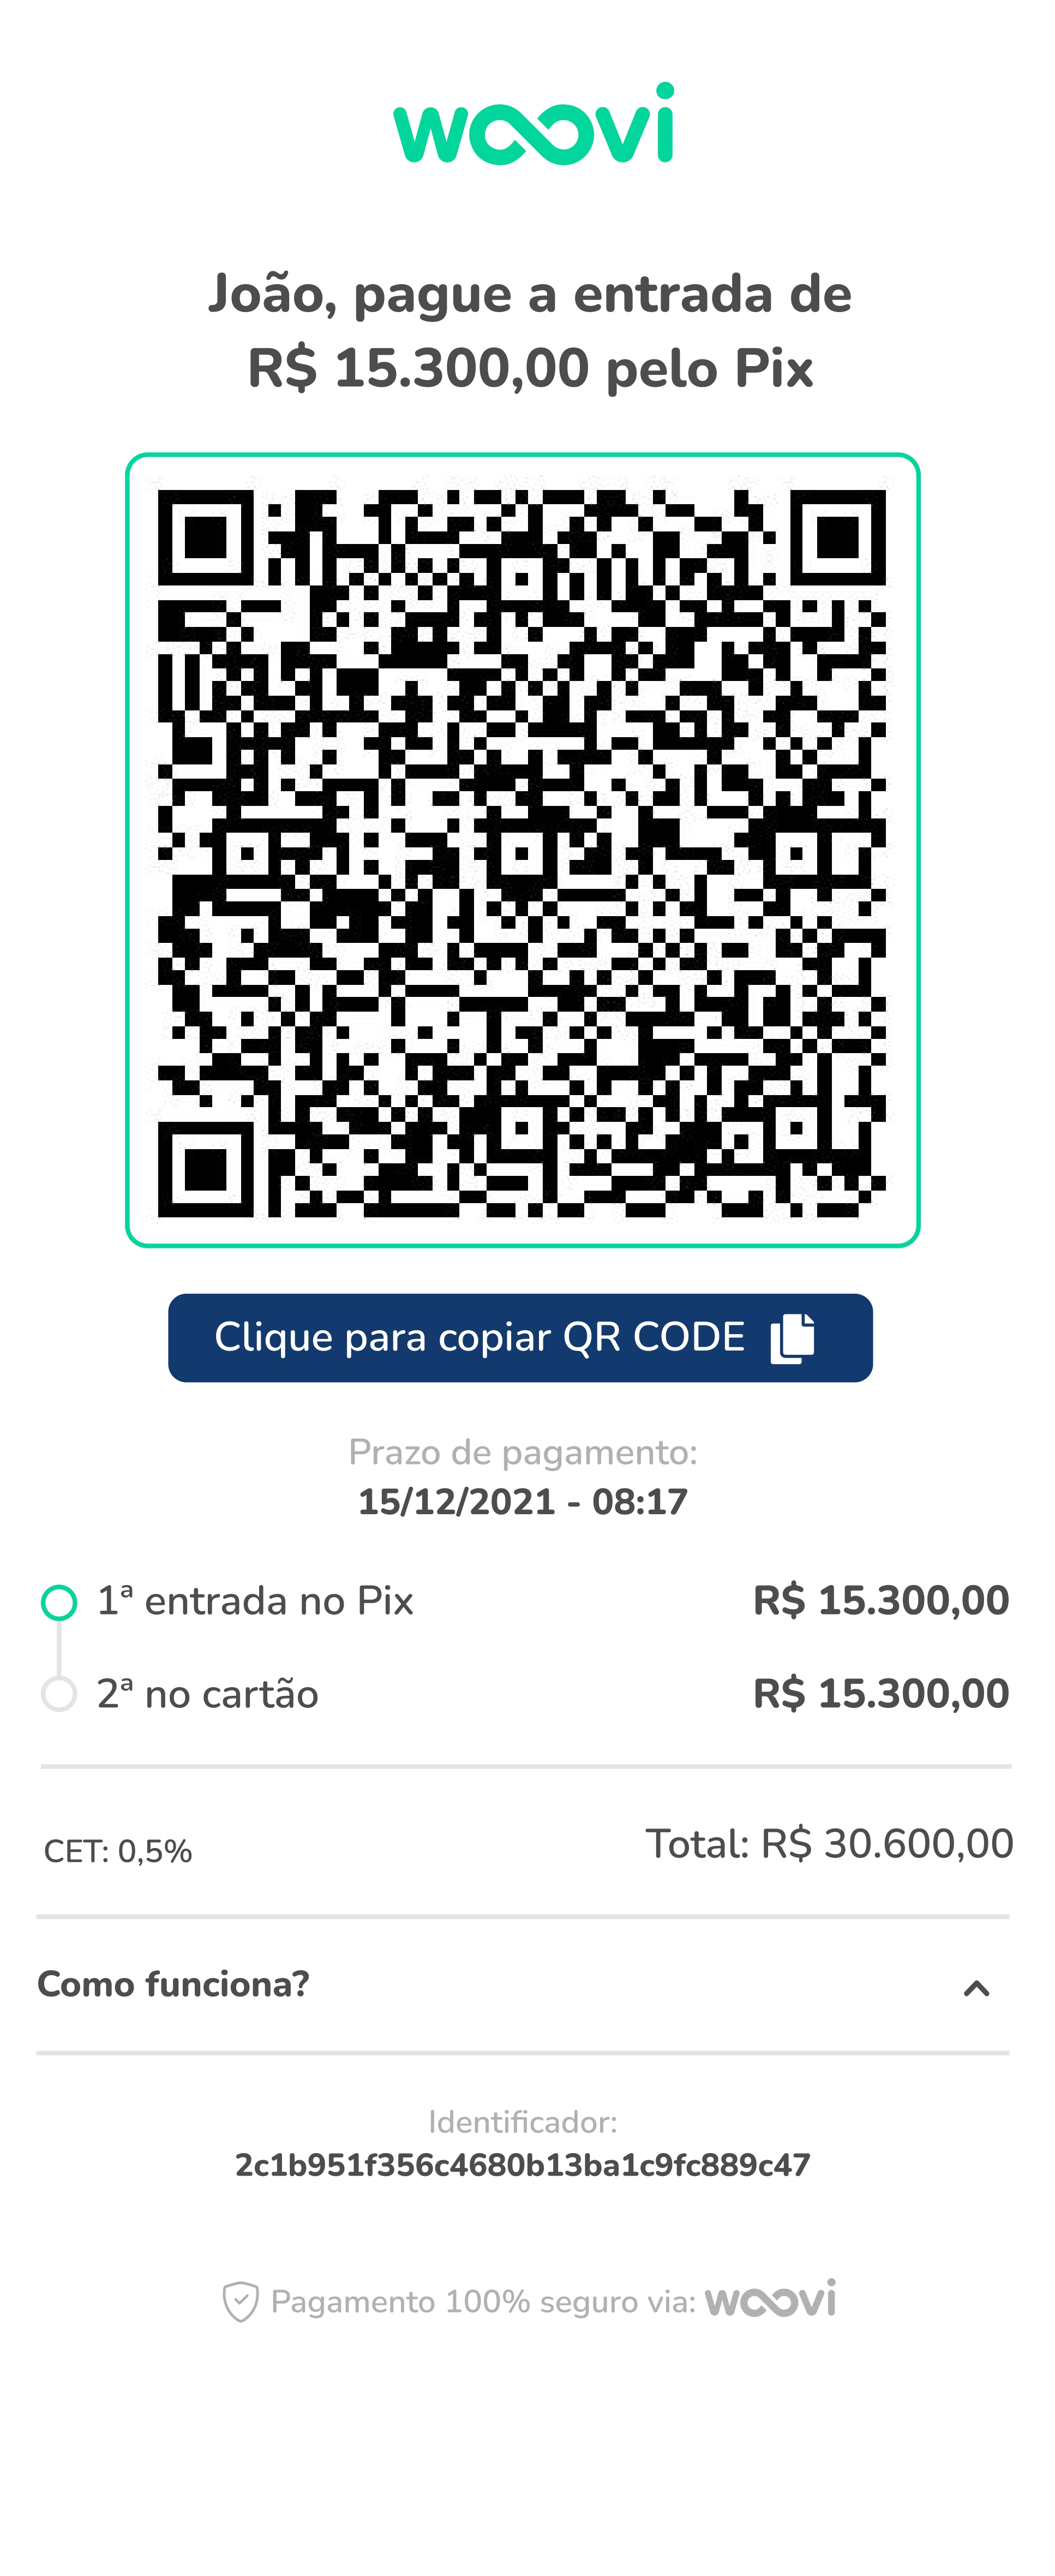 woovi
João, pague a entrada de
R$ 15.300,00 pelo Pix
Clique para copiar QR CODE
Prazo de pagamento:
15/12/2021 - 08:17
1ª entrada no Pix R$ 15.300,00
2ª no cartão R$ 15.300,00
CET: 0,5% Total: R$ 30.600,00
Como funciona?
Identificador:
2c1b951f356c4680b13ba1c9fc889c47
Pagamento 100% seguro via: woovi